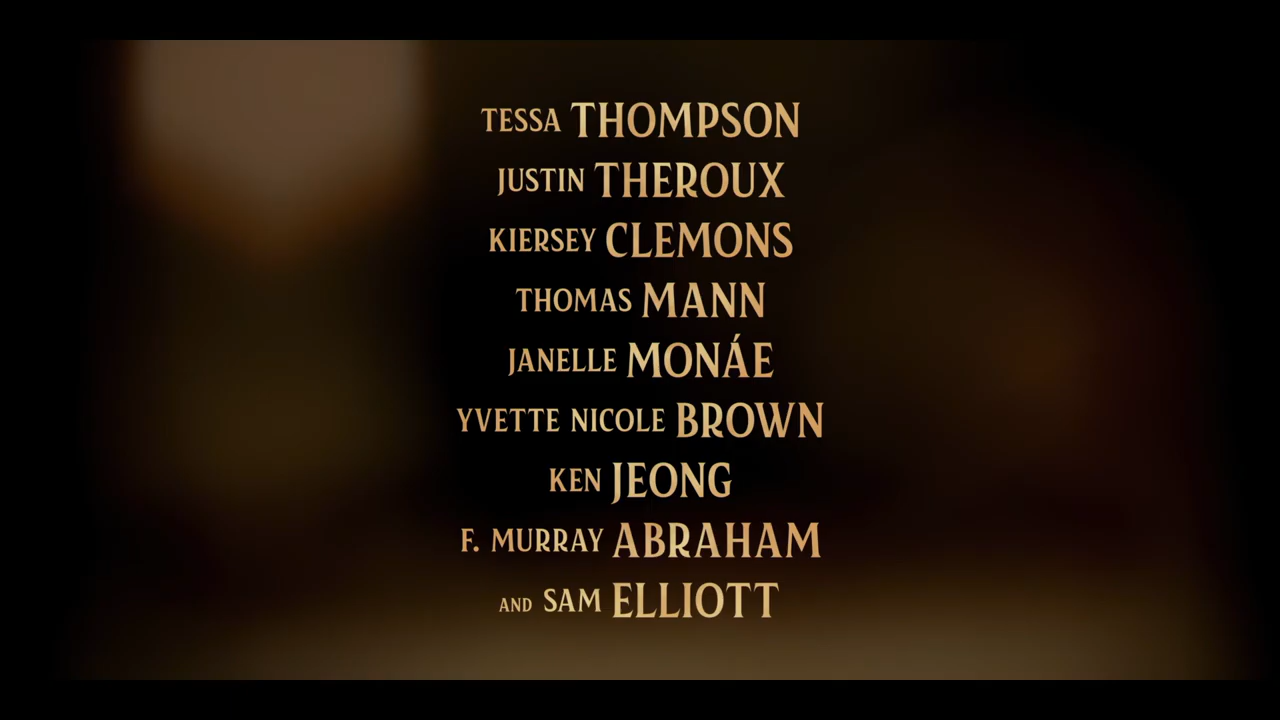 TESSA THOMPSON
JUSTIN THEROUX
KIERSEY CLEMONS
THOMAS MANN
JANELLE MONÁE
YVETTE NICOLE BROWN
KEN JEONG
F. MURRAY ABRAHAM
AND SAM ELLIOTT